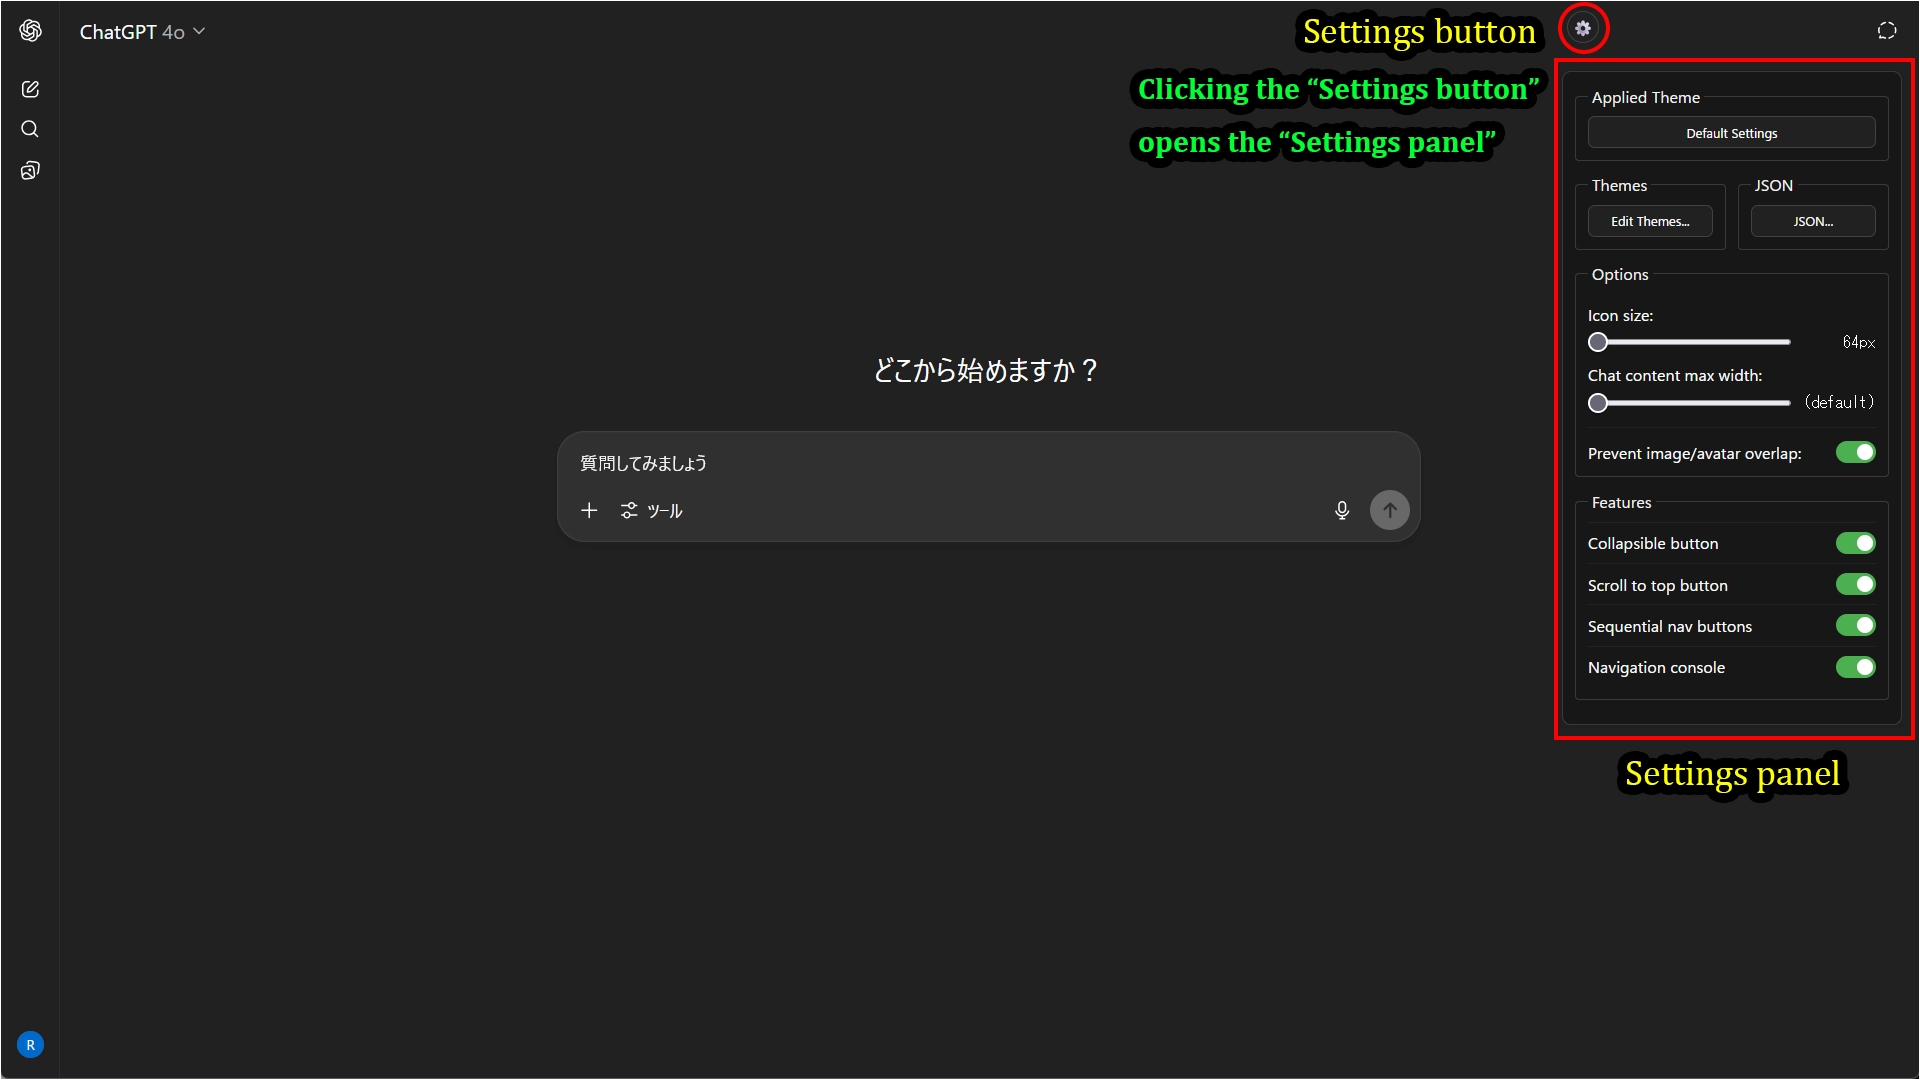 ChatGPT 4o
Settings button
Clicking the “Settings button”
opens the “Settings panel”
Applied Theme
Default Settings
Themes
Edit Themes...
JSON
JSON...
Options
Icon size:
64px
Chat content max width:
(default)
Prevent image/avatar overlap:
Features
Collapsible button
Scroll to top button
Sequential nav buttons
Navigation console
Settings panel
どこから始めますか？
質問してみましょう
ツール
R